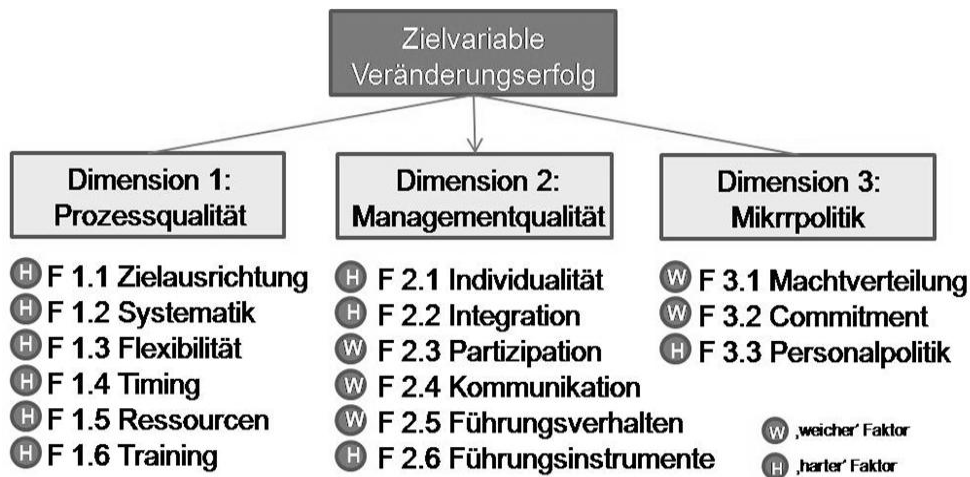 Zielvariable
Veränderungserfolg
Dimension 1:
Prozessqualität
H F 1.1 Zielausrichtung
H F 1.2 Systematik
H F 1.3 Flexibilität
H F 1.4 Timing
H F 1.5 Ressourcen
H F 1.6 Training
Dimension 2:
Managementqualität
H F 2.1 Individualität
H F 2.2 Integration
W F 2.3 Partizipation
W F 2.4 Kommunikation
W F 2.5 Führungsverhalten
H F 2.6 Führungsinstrumente
Dimension 3:
Mikrrpolitik
W F 3.1 Machtverteilung
W F 3.2 Commitment
H F 3.3 Personalpolitik
W ‚weicher' Faktor
H ‚harter' Faktor